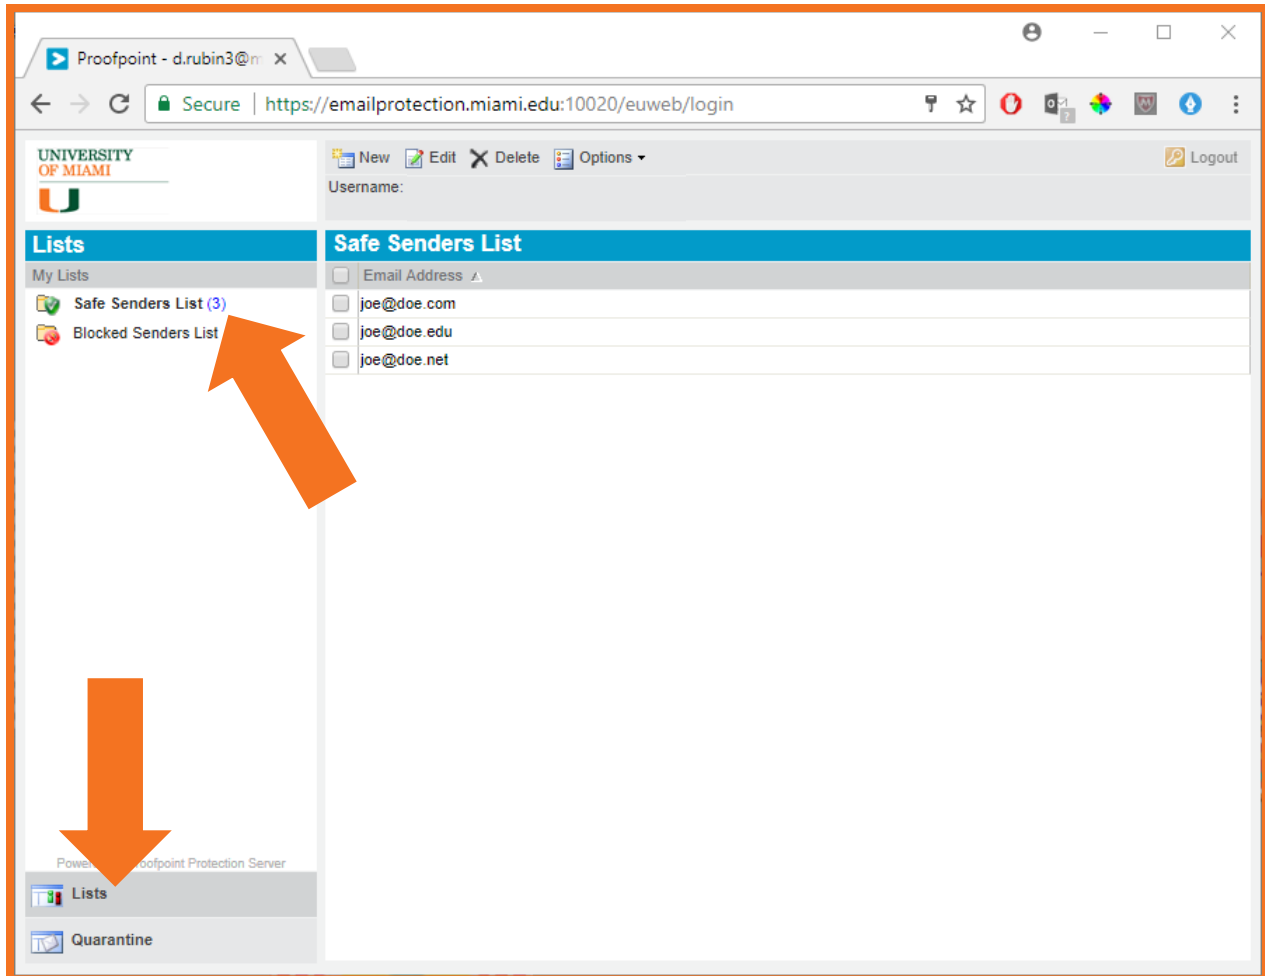 Proofpoint - d.rubin3@m
Secure | https://emailprotection.miami.edu:10020/euweb/login
UNIVERSITY
OF MIAMI
New Edit Delete Options Logout
Username:
Lists
My Lists
Safe Senders List (3)
Blocked Senders List
Safe Senders List
Email Address
joe@doe.com
joe@doe.edu
joe@doe.net
Protection Server
Lists
Quarantine